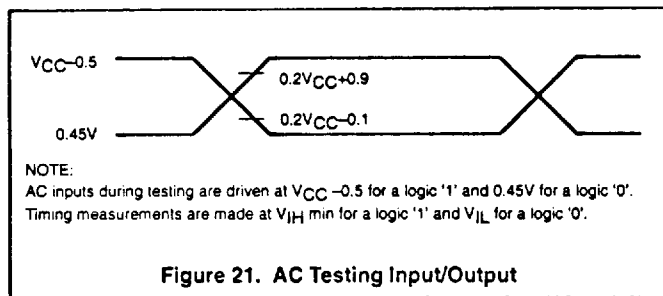 VCC–0.5
0.2VCC+0.9
0.2VCC–0.1
0.45V
NOTE:
AC inputs during testing are driven at VCC –0.5 for a logic '1' and 0.45V for a logic '0'.
Timing measurements are made at VIH min for a logic '1' and VIL for a logic '0'.
Figure 21. AC Testing Input/Output